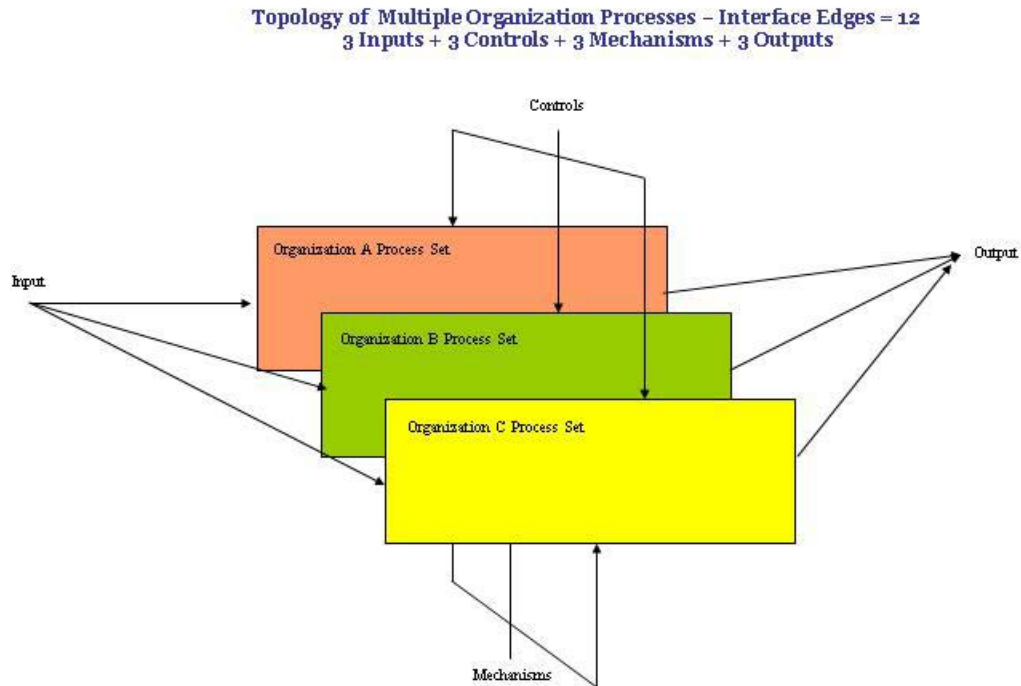 Topology of Multiple Organization Processes – Interface Edges = 12
3 Inputs + 3 Controls + 3 Mechanisms + 3 Outputs
Controls
Organization A Process Set
Output
Input
Organization B Process Set
Organization C Process Set
Mechanisms